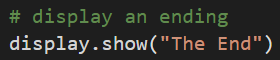 # display an ending
display.show("The End")